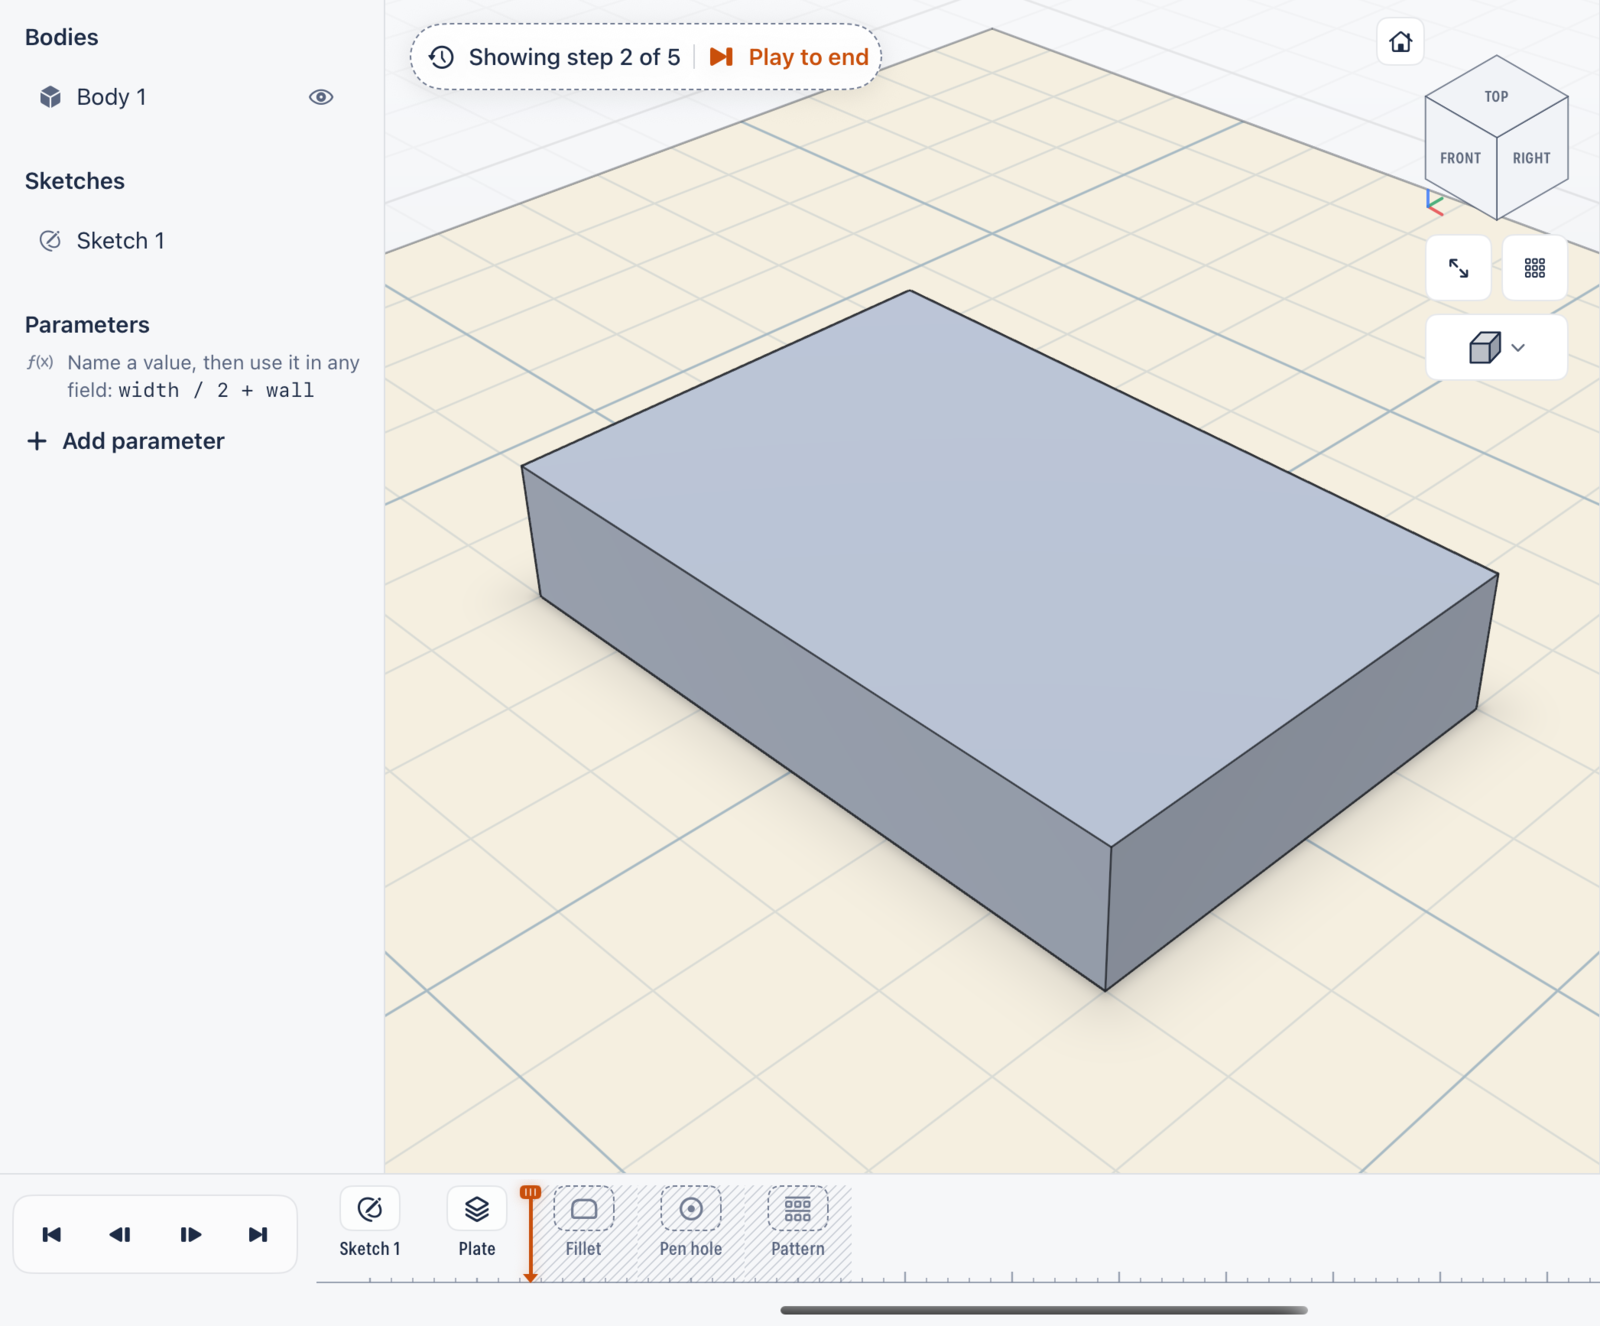 Bodies
Body 1
Sketches
Sketch 1
Parameters
f(x) Name a value, then use it in any
field: width / 2 + wall
+ Add parameter
Showing step 2 of 5 Play to end
TOP
FRONT RIGHT
Sketch 1 Plate Fillet Pen hole Pattern